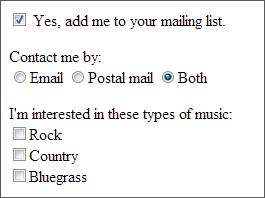 Yes, add me to your mailing list.
Contact me by:
Email Postal mail Both
I'm interested in these types of music:
Rock
Country
Bluegrass